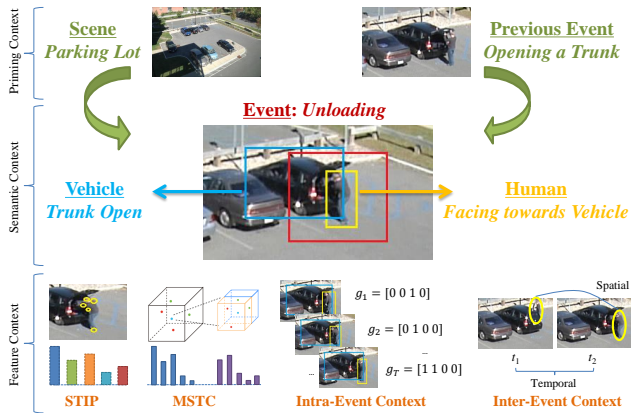 Priming Context
Scene
Parking Lot
Previous Event
Opening a Trunk
Semantic Context
Event: Unloading
Vehicle
Trunk Open
Human
Facing towards Vehicle
Feature Context
STIP
MSTC
g₁ = [0 0 1 0]
g₂ = [0 1 0 0]
...
g_T = [1 1 0 0]
...
Intra-Event Context
Spatial
t₁
t₂
Temporal
Inter-Event Context